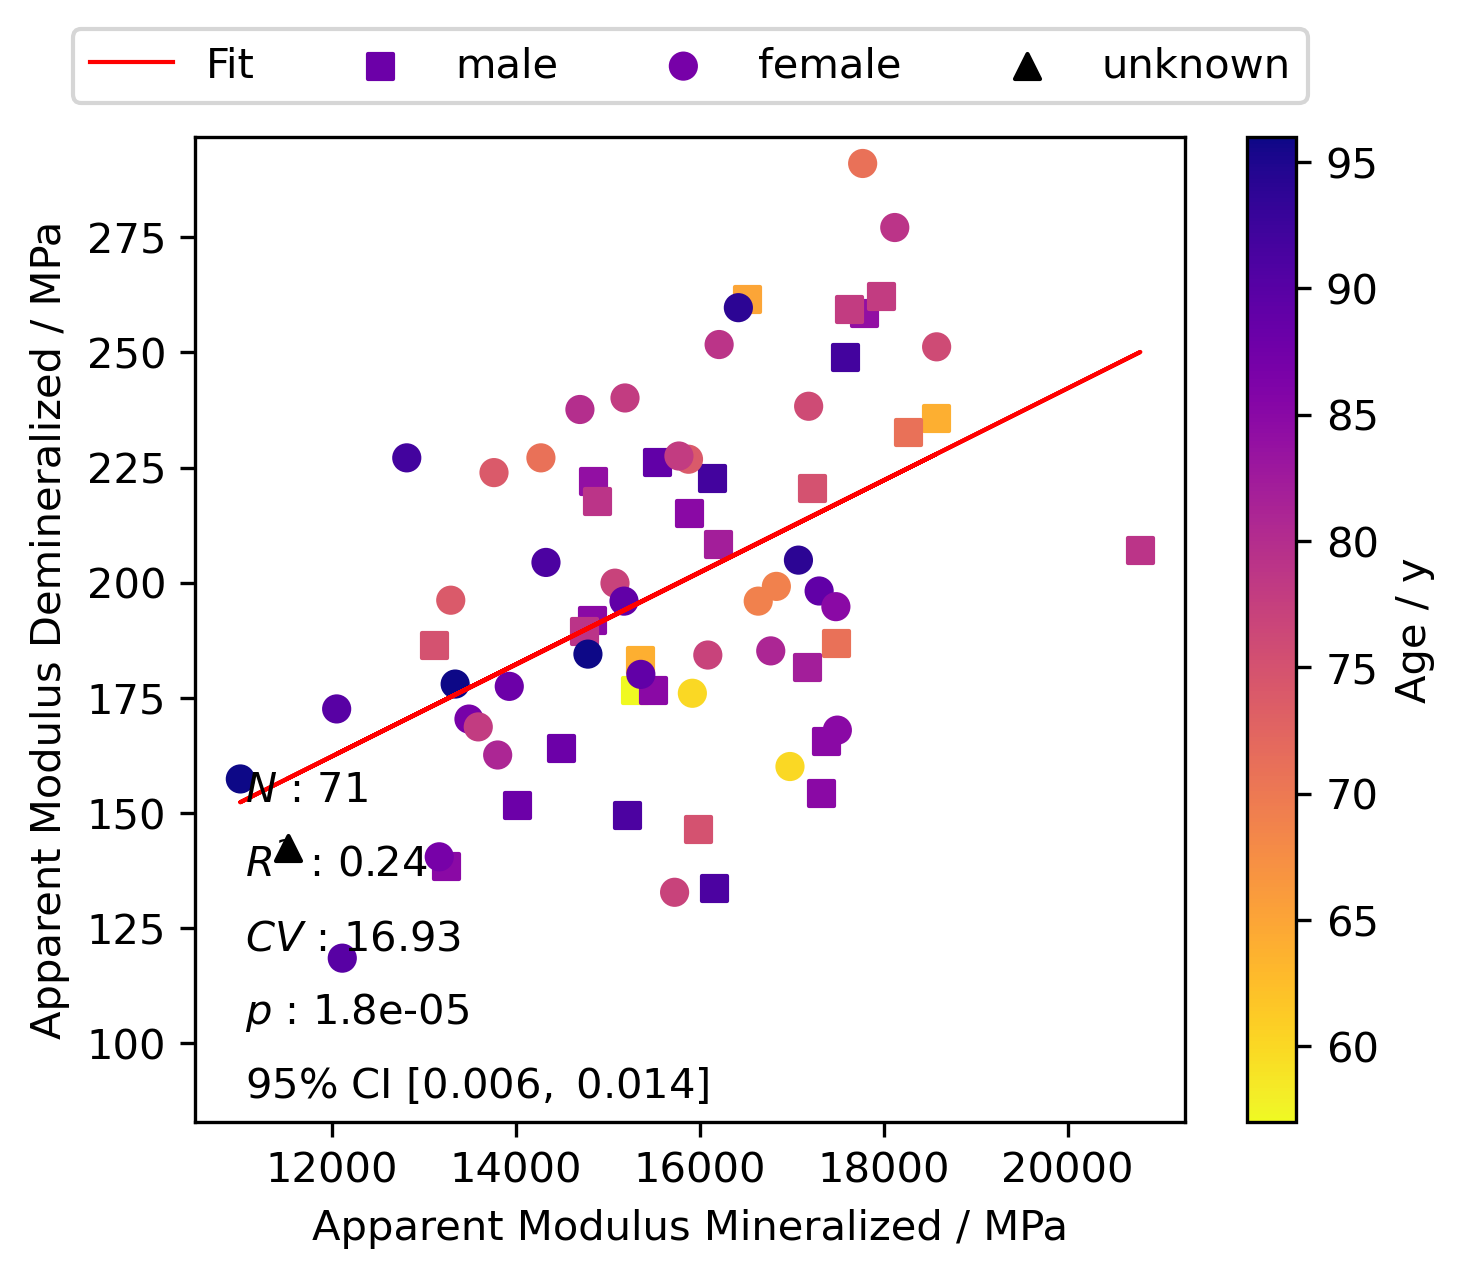 Fit male female unknown
Apparent Modulus Demineralized / MPa
275
250
225
200
175
150
125
100
N : 71
R² : 0.24
CV : 16.93
p : 1.8e-05
95% CI [0.006, 0.014]
12000 14000 16000 18000 20000
Apparent Modulus Mineralized / MPa
95
90
85
80
75
70
65
60
Age / y